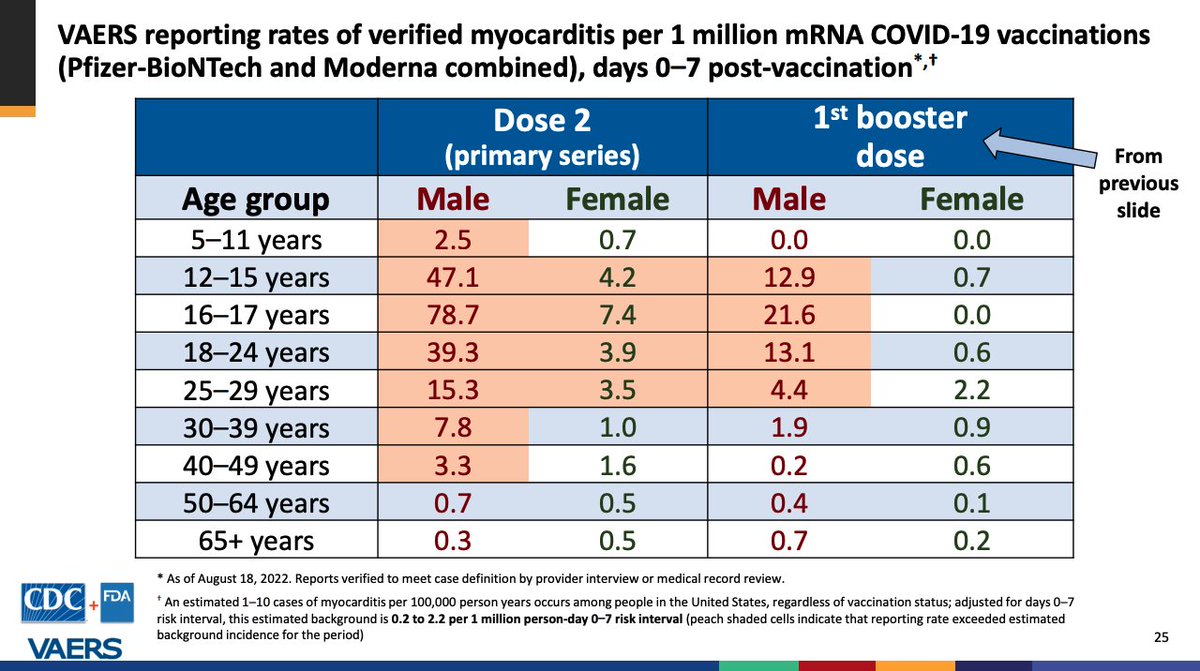 VAERS reporting rates of verified myocarditis per 1 million mRNA COVID-19 vaccinations
(Pfizer-BioNTech and Moderna combined), days 0–7 post-vaccination*,†
Dose 2
(primary series)
1st booster
dose
From
previous
slide
Age group Male Female Male Female
5–11 years 2.5 0.7 0.0 0.0
12–15 years 47.1 4.2 12.9 0.7
16–17 years 78.7 7.4 21.6 0.0
18–24 years 39.3 3.9 13.1 0.6
25–29 years 15.3 3.5 4.4 2.2
30–39 years 7.8 1.0 1.9 0.9
40–49 years 3.3 1.6 0.2 0.6
50–64 years 0.7 0.5 0.4 0.1
65+ years 0.3 0.5 0.7 0.2
* As of August 18, 2022. Reports verified to meet case definition by provider interview or medical record review.
† An estimated 1–10 cases of myocarditis per 100,000 person years occurs among people in the United States, regardless of vaccination status; adjusted for days 0–7
risk interval, this estimated background is 0.2 to 2.2 per 1 million person-day 0–7 risk interval (peach shaded cells indicate that reporting rate exceeded estimated
background incidence for the period)
CDC + FDA
VAERS
25